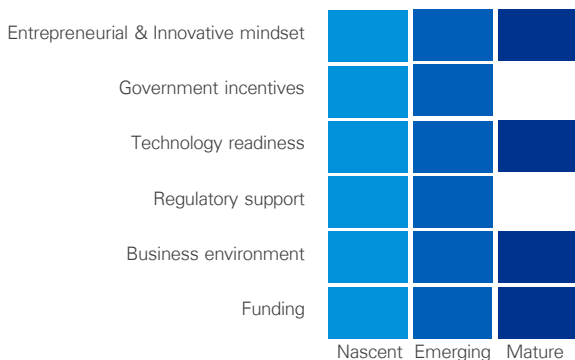 Entrepreneurial & Innovative mindset
Government incentives
Technology readiness
Regulatory support
Business environment
Funding
Nascent Emerging Mature